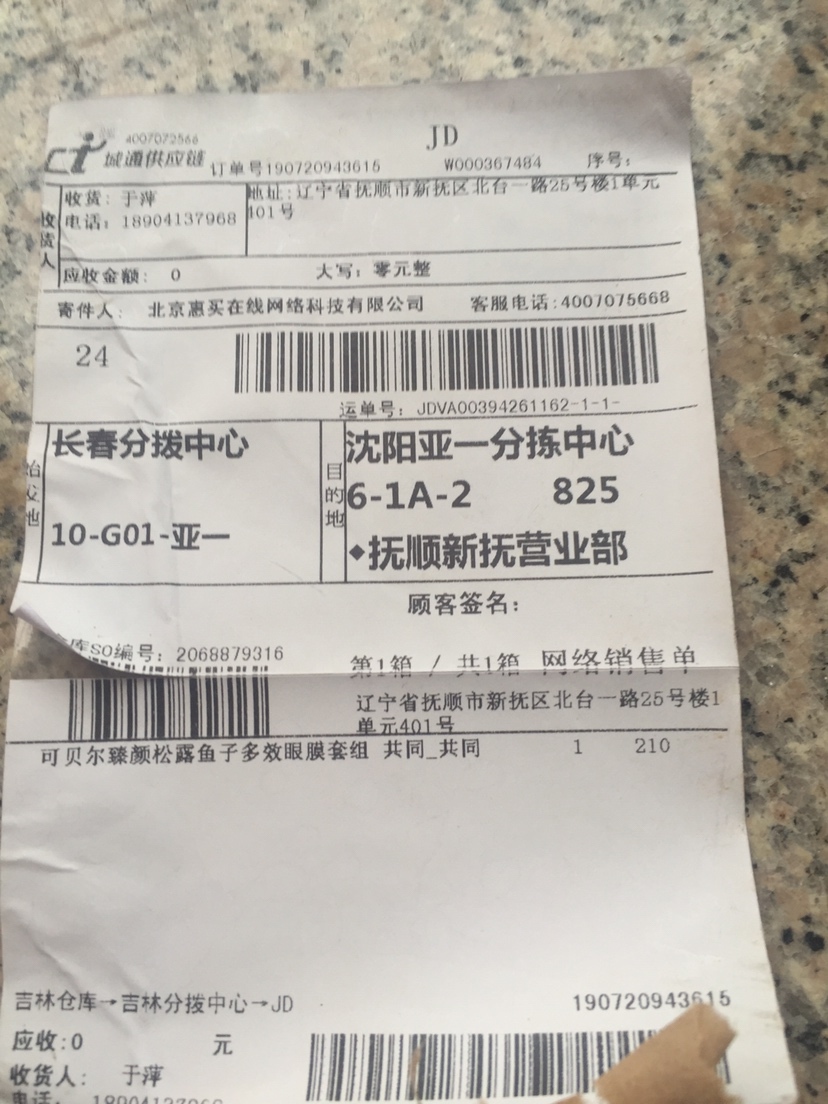 4007072566
JD
城通供应链
订单号190720943615
W000367484
序号:
收货人
收货: 于萍
地址:辽宁省抚顺市新抚区北台一路25号楼1单元
电话: 18904137968
401号
应收金额: 0
大写: 零元整
寄件人: 北京惠买在线网络科技有限公司
客服电话:4007075668
24
运单号: JDVA00394261162-1-1-
长春分拨中心
10-G01-亚一
目的地
沈阳亚一分拣中心
6-1A-2 825
◆抚顺新抚营业部
顾客签名:
库SO编号: 2068879316
第1箱 / 共1箱 网络销售单
辽宁省抚顺市新抚区北台一路25号楼1
单元401号
可贝尔臻颜松露鱼子多效眼膜套组 共同_共同 1 210
吉林仓库→吉林分拨中心→JD
190720943615
应收:0 元
收货人: 于萍
电话: